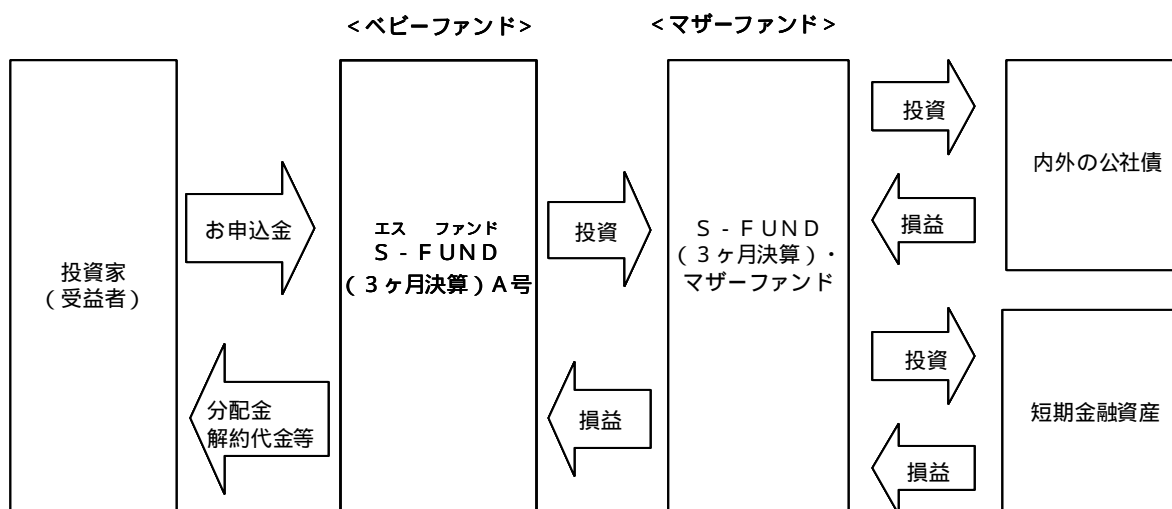 ＜ベビーファンド＞
＜マザーファンド＞
投資家
（受益者）
お申込金
分配金
解約代金等
エス ファンド
Ｓ‐ＦＵＮＤ
（３ヶ月決算）Ａ号
投資
損益
Ｓ‐ＦＵＮＤ
（３ヶ月決算）・
マザーファンド
投資
損益
内外の公社債
投資
損益
短期金融資産